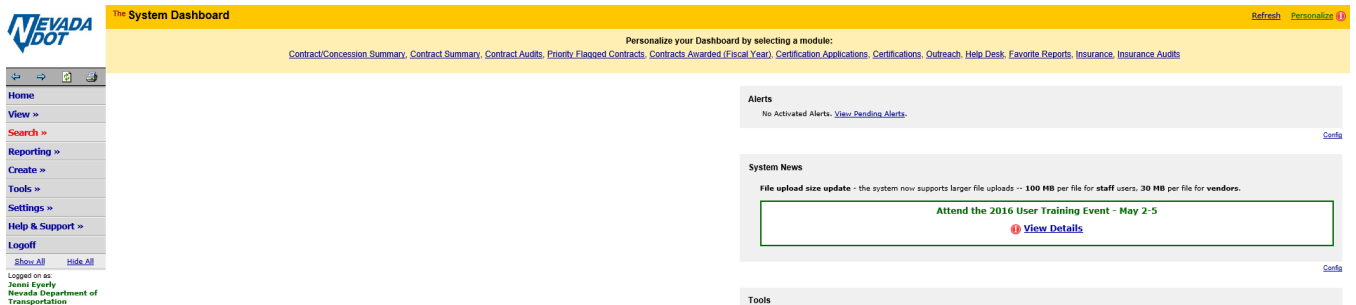 NEVADA
DOT
The System Dashboard
Refresh Personalize
Personalize your Dashboard by selecting a module:
Contract/Concession Summary, Contract Summary, Contract Audits, Priority Flagged Contracts, Contracts Awarded (Fiscal Year), Certification Applications, Certifications, Outreach, Help Desk, Favorite Reports, Insurance, Insurance Audits
Home
View »
Search »
Reporting »
Create »
Tools »
Settings »
Help & Support »
Logoff
Show All Hide All
Logged on as:
Jenni Eyerly
Nevada Department of
Transportation
Alerts
No Activated Alerts. View Pending Alerts.
Config
System News
File upload size update - the system now supports larger file uploads -- 100 MB per file for staff users, 30 MB per file for vendors.
Attend the 2016 User Training Event - May 2-5
View Details
Config
Tools